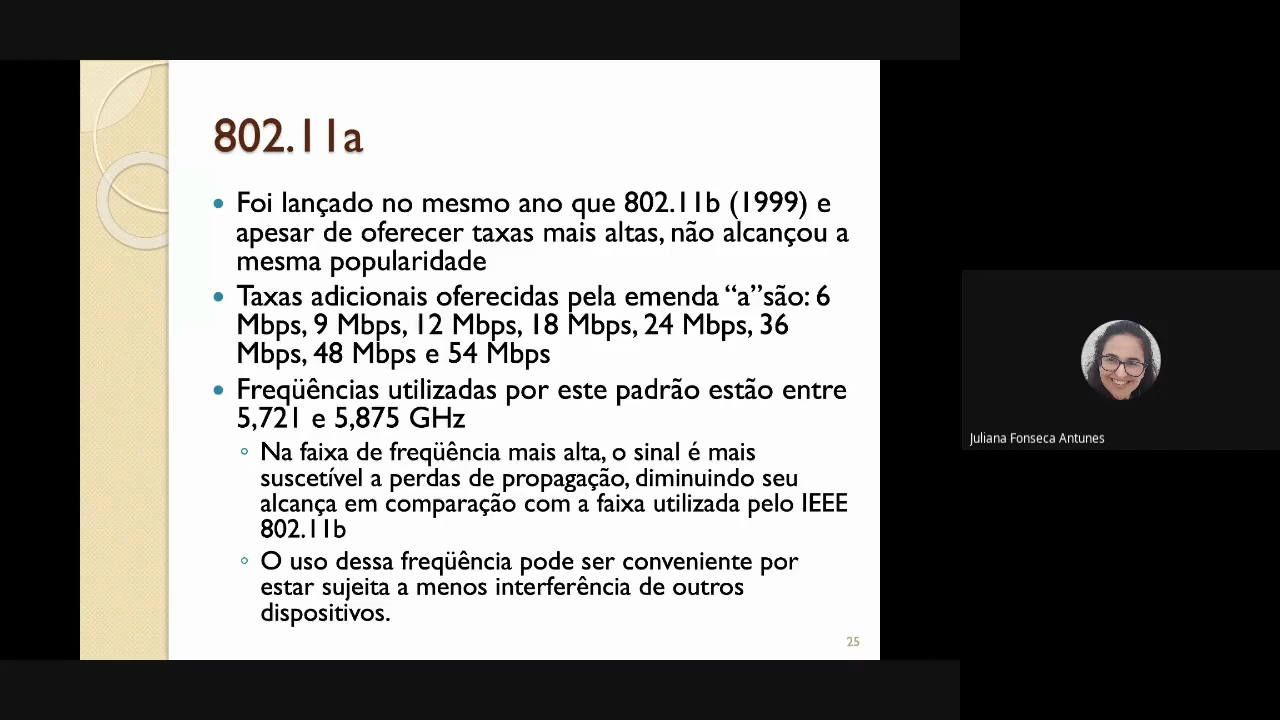 802.11a
Foi lançado no mesmo ano que 802.11b (1999) e
apesar de oferecer taxas mais altas, não alcançou a
mesma popularidade
Taxas adicionais oferecidas pela emenda “a”são: 6
Mbps, 9 Mbps, 12 Mbps, 18 Mbps, 24 Mbps, 36
Mbps, 48 Mbps e 54 Mbps
Freqüências utilizadas por este padrão estão entre
5,721 e 5,875 GHz
Na faixa de freqüência mais alta, o sinal é mais
suscetível a perdas de propagação, diminuindo seu
alcança em comparação com a faixa utilizada pelo IEEE
802.11b
O uso dessa freqüência pode ser conveniente por
estar sujeita a menos interferência de outros
dispositivos.
25
Juliana Fonseca Antunes